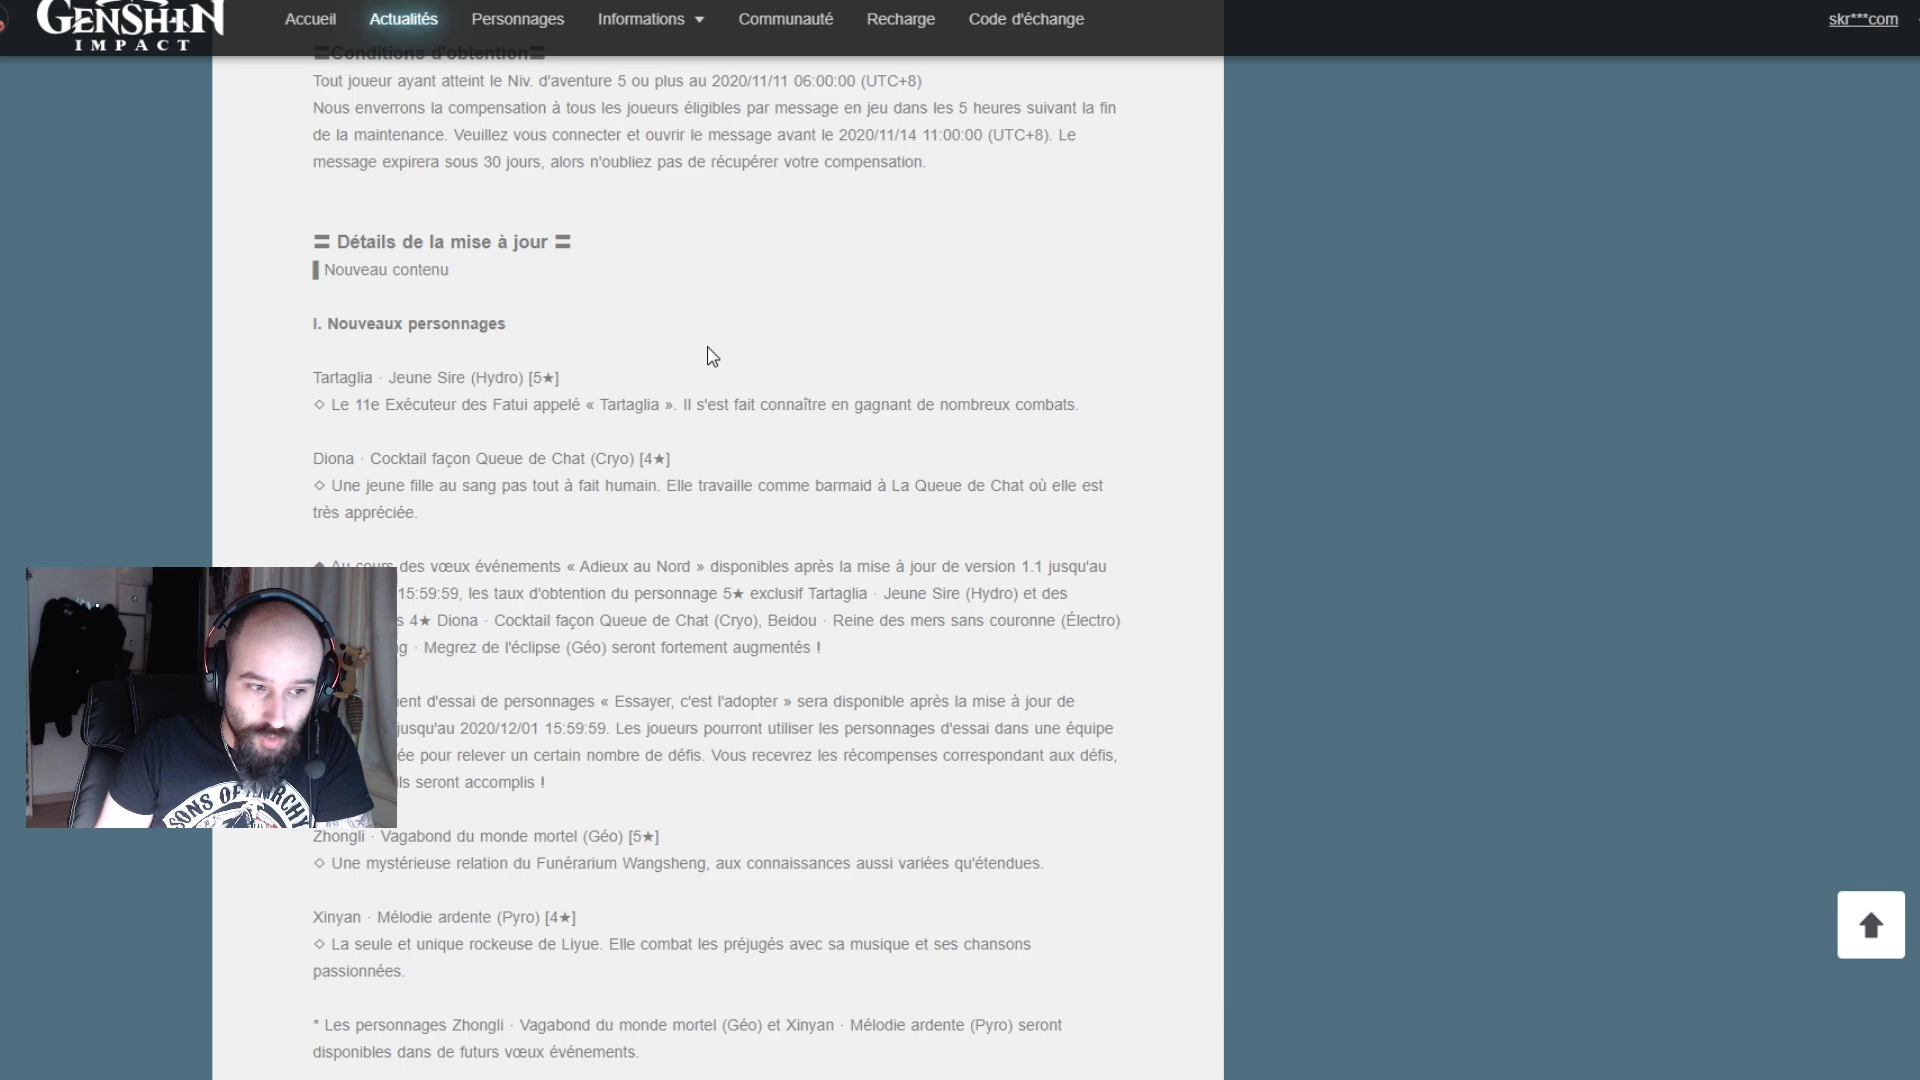 GENSHIN
IMPACT
Accueil Actualités Personnages Informations Communauté Recharge Code d'échange skr***com
〓Conditions d'obtention〓
Tout joueur ayant atteint le Niv. d'aventure 5 ou plus au 2020/11/11 06:00:00 (UTC+8)
Nous enverrons la compensation à tous les joueurs éligibles par message en jeu dans les 5 heures suivant la fin
de la maintenance. Veuillez vous connecter et ouvrir le message avant le 2020/11/14 11:00:00 (UTC+8). Le
message expirera sous 30 jours, alors n'oubliez pas de récupérer votre compensation.
〓 Détails de la mise à jour 〓
▌Nouveau contenu
I. Nouveaux personnages
Tartaglia · Jeune Sire (Hydro) [5★]
◇ Le 11e Exécuteur des Fatui appelé « Tartaglia ». Il s'est fait connaître en gagnant de nombreux combats.
Diona · Cocktail façon Queue de Chat (Cryo) [4★]
◇ Une jeune fille au sang pas tout à fait humain. Elle travaille comme barmaid à La Queue de Chat où elle est
très appréciée.
◆ Au cours des vœux événements « Adieux au Nord » disponibles après la mise à jour de version 1.1 jusqu'au
15:59:59, les taux d'obtention du personnage 5★ exclusif Tartaglia · Jeune Sire (Hydro) et des
s 4★ Diona · Cocktail façon Queue de Chat (Cryo), Beidou · Reine des mers sans couronne (Électro)
ng · Megrez de l'éclipse (Géo) seront fortement augmentés !
ent d'essai de personnages « Essayer, c'est l'adopter » sera disponible après la mise à jour de
jusqu'au 2020/12/01 15:59:59. Les joueurs pourront utiliser les personnages d'essai dans une équipe
ée pour relever un certain nombre de défis. Vous recevrez les récompenses correspondant aux défis,
ils seront accomplis !
SONS OF ANARCHY
Zhongli · Vagabond du monde mortel (Géo) [5★]
◇ Une mystérieuse relation du Funérarium Wangsheng, aux connaissances aussi variées qu'étendues.
Xinyan · Mélodie ardente (Pyro) [4★]
◇ La seule et unique rockeuse de Liyue. Elle combat les préjugés avec sa musique et ses chansons
passionnées.
* Les personnages Zhongli · Vagabond du monde mortel (Géo) et Xinyan · Mélodie ardente (Pyro) seront
disponibles dans de futurs vœux événements.